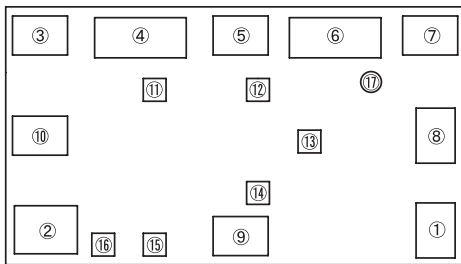 ③ ④ ⑤ ⑥ ⑦
⑪ ⑫ ⑰
⑩ ⑬ ⑧
⑭
② ⑯ ⑮ ⑨ ①